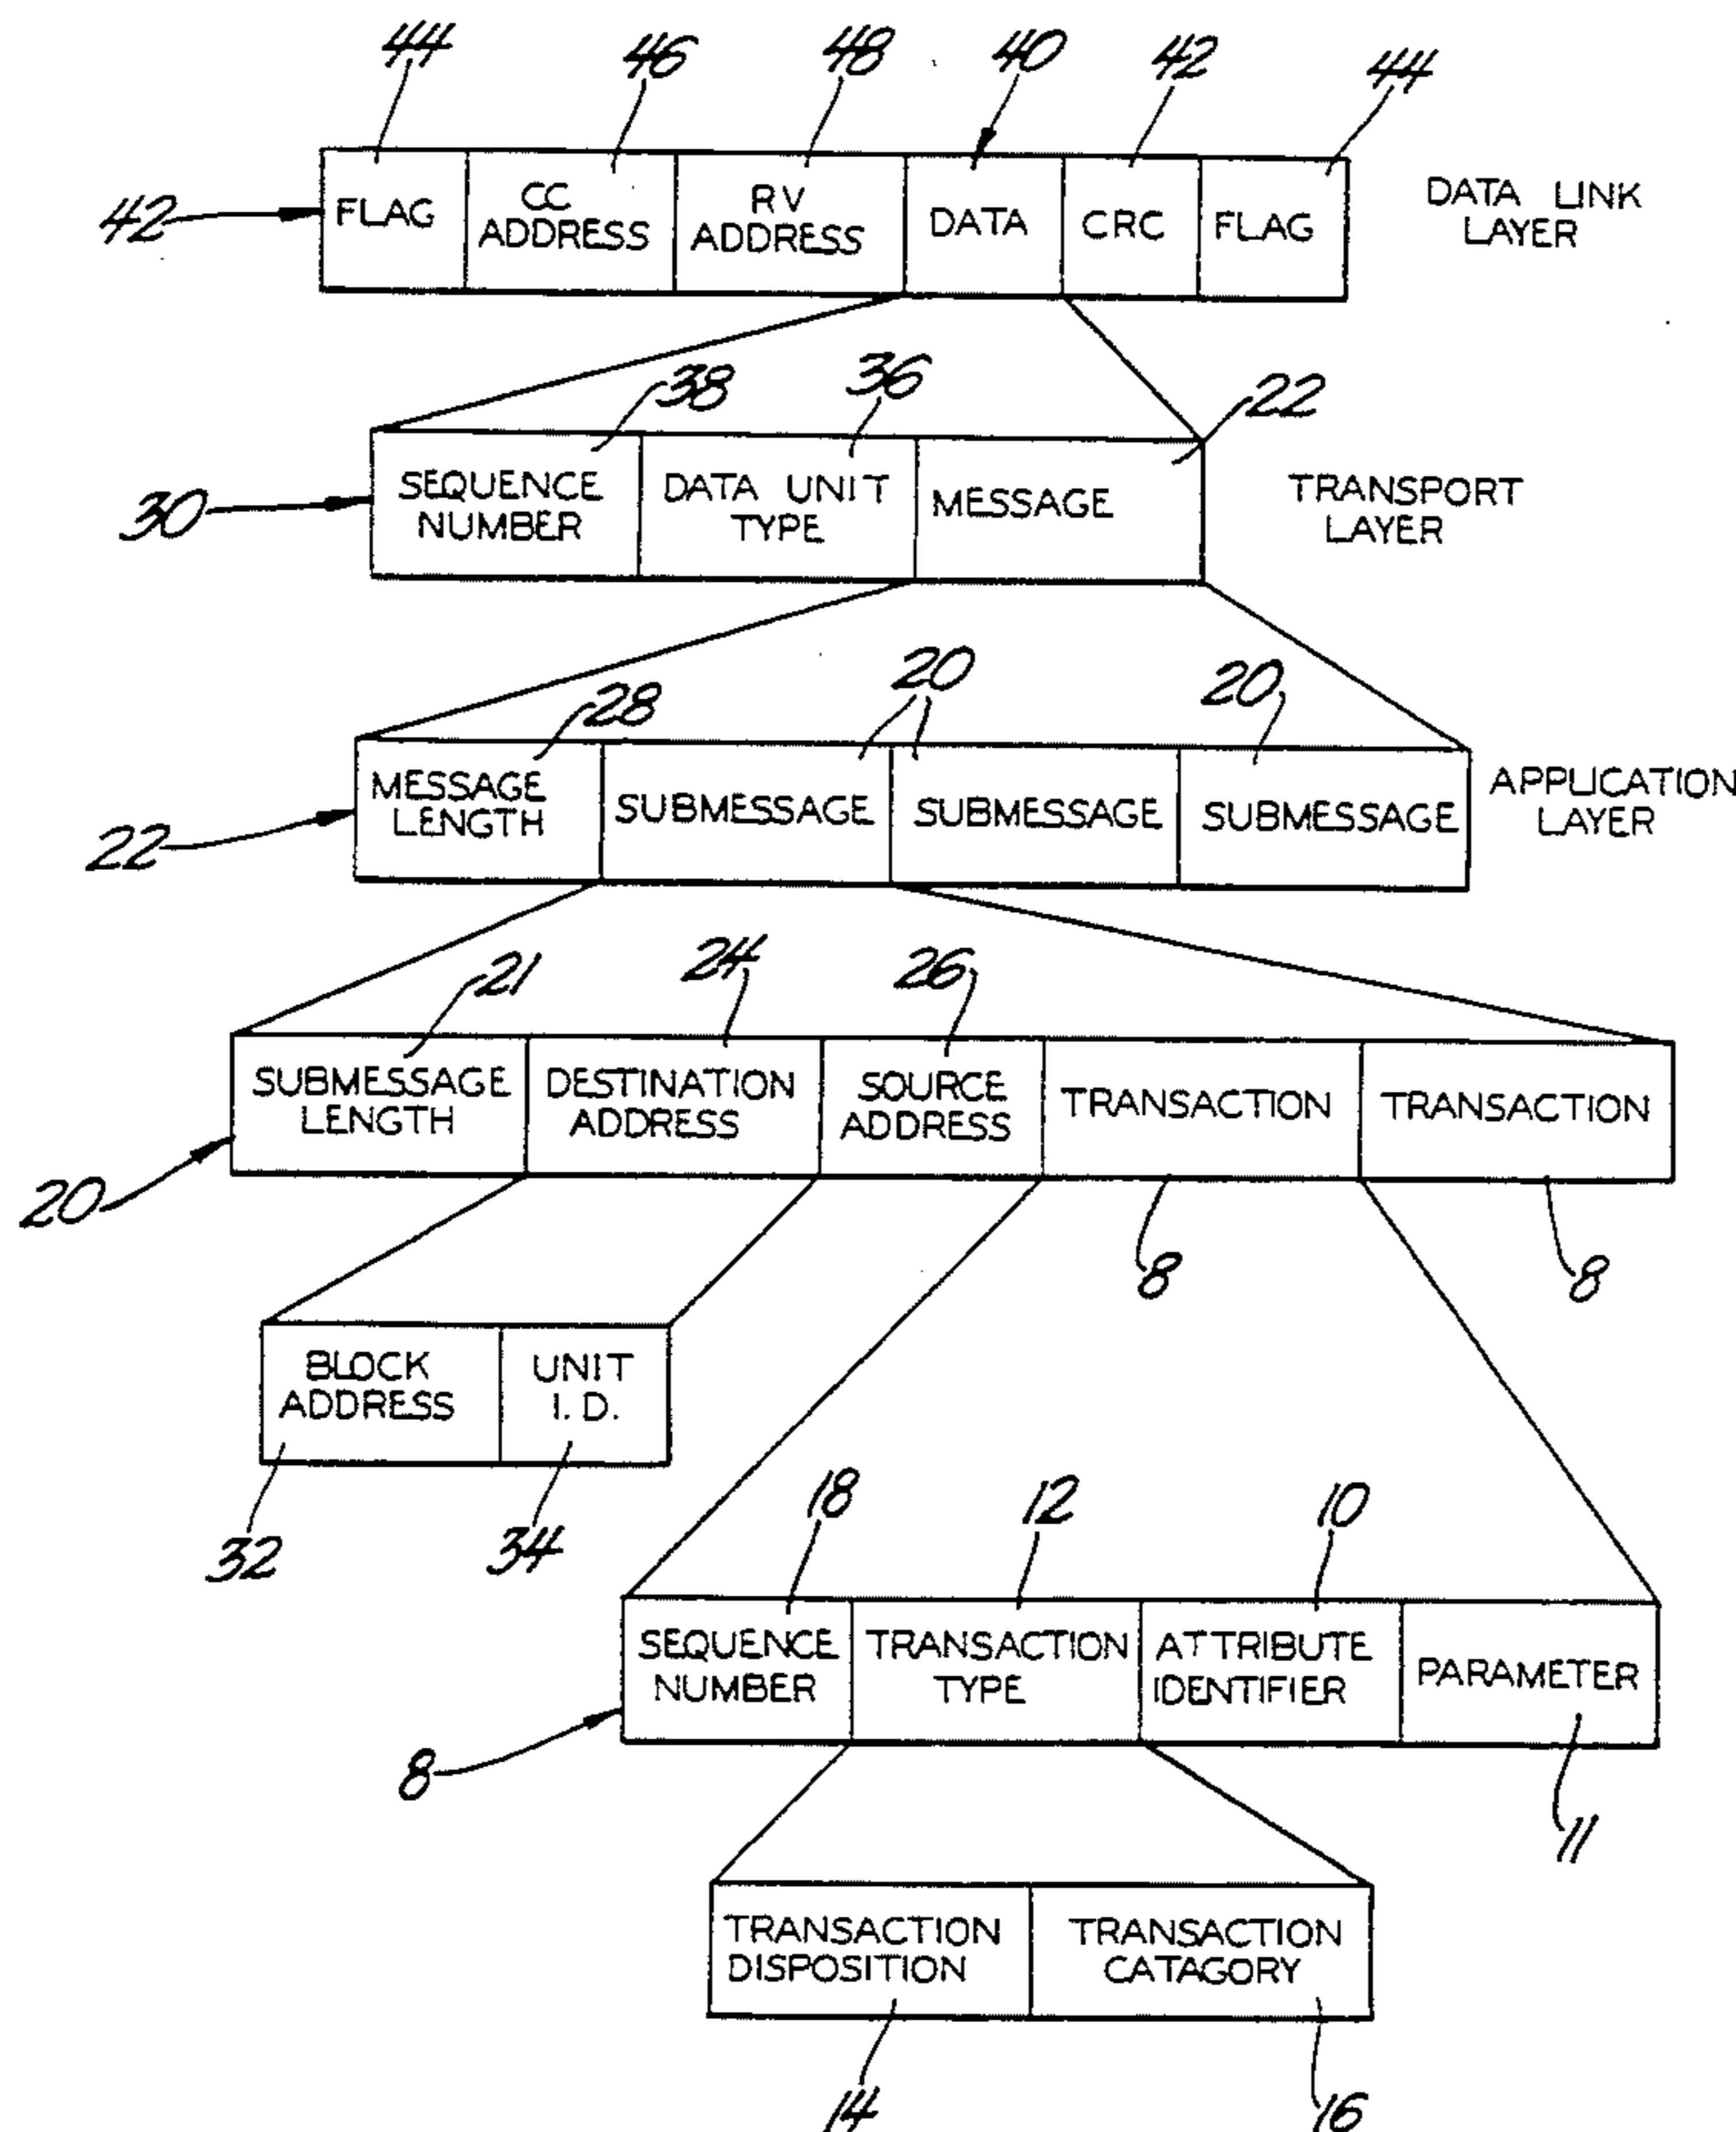 44 46 48 40 42 44
42 FLAG CC ADDRESS RV ADDRESS DATA CRC FLAG DATA LINK LAYER
38 36 22
30 SEQUENCE NUMBER DATA UNIT TYPE MESSAGE TRANSPORT LAYER
28 20 20
22 MESSAGE LENGTH SUBMESSAGE SUBMESSAGE SUBMESSAGE APPLICATION LAYER
21 24 26
20 SUBMESSAGE LENGTH DESTINATION ADDRESS SOURCE ADDRESS TRANSACTION TRANSACTION
8 8
BLOCK ADDRESS UNIT I.D.
32 34
18 12 10
8 SEQUENCE NUMBER TRANSACTION TYPE ATTRIBUTE IDENTIFIER PARAMETER
11
TRANSACTION DISPOSITION TRANSACTION CATAGORY
14 16